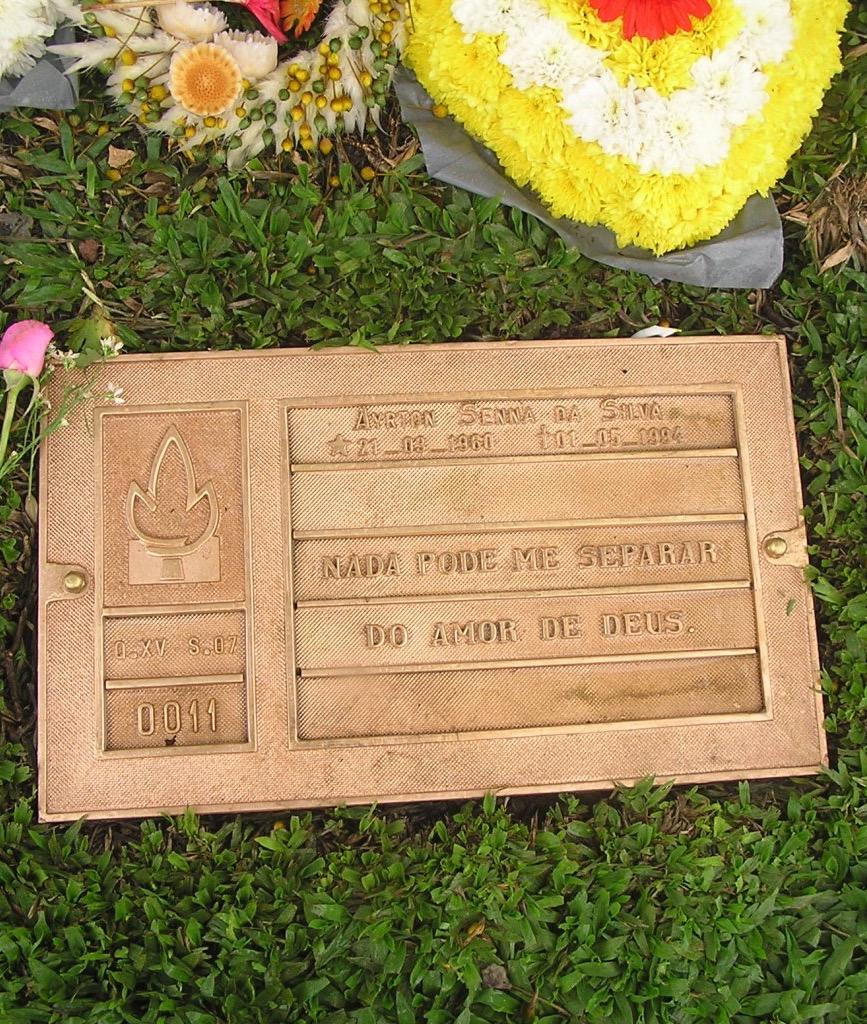 AYRTON SENNA DA SILVA
☆21_03_1960 †01_05_1994
NADA PODE ME SEPARAR
DO AMOR DE DEUS.
Q.XV S.07
0011